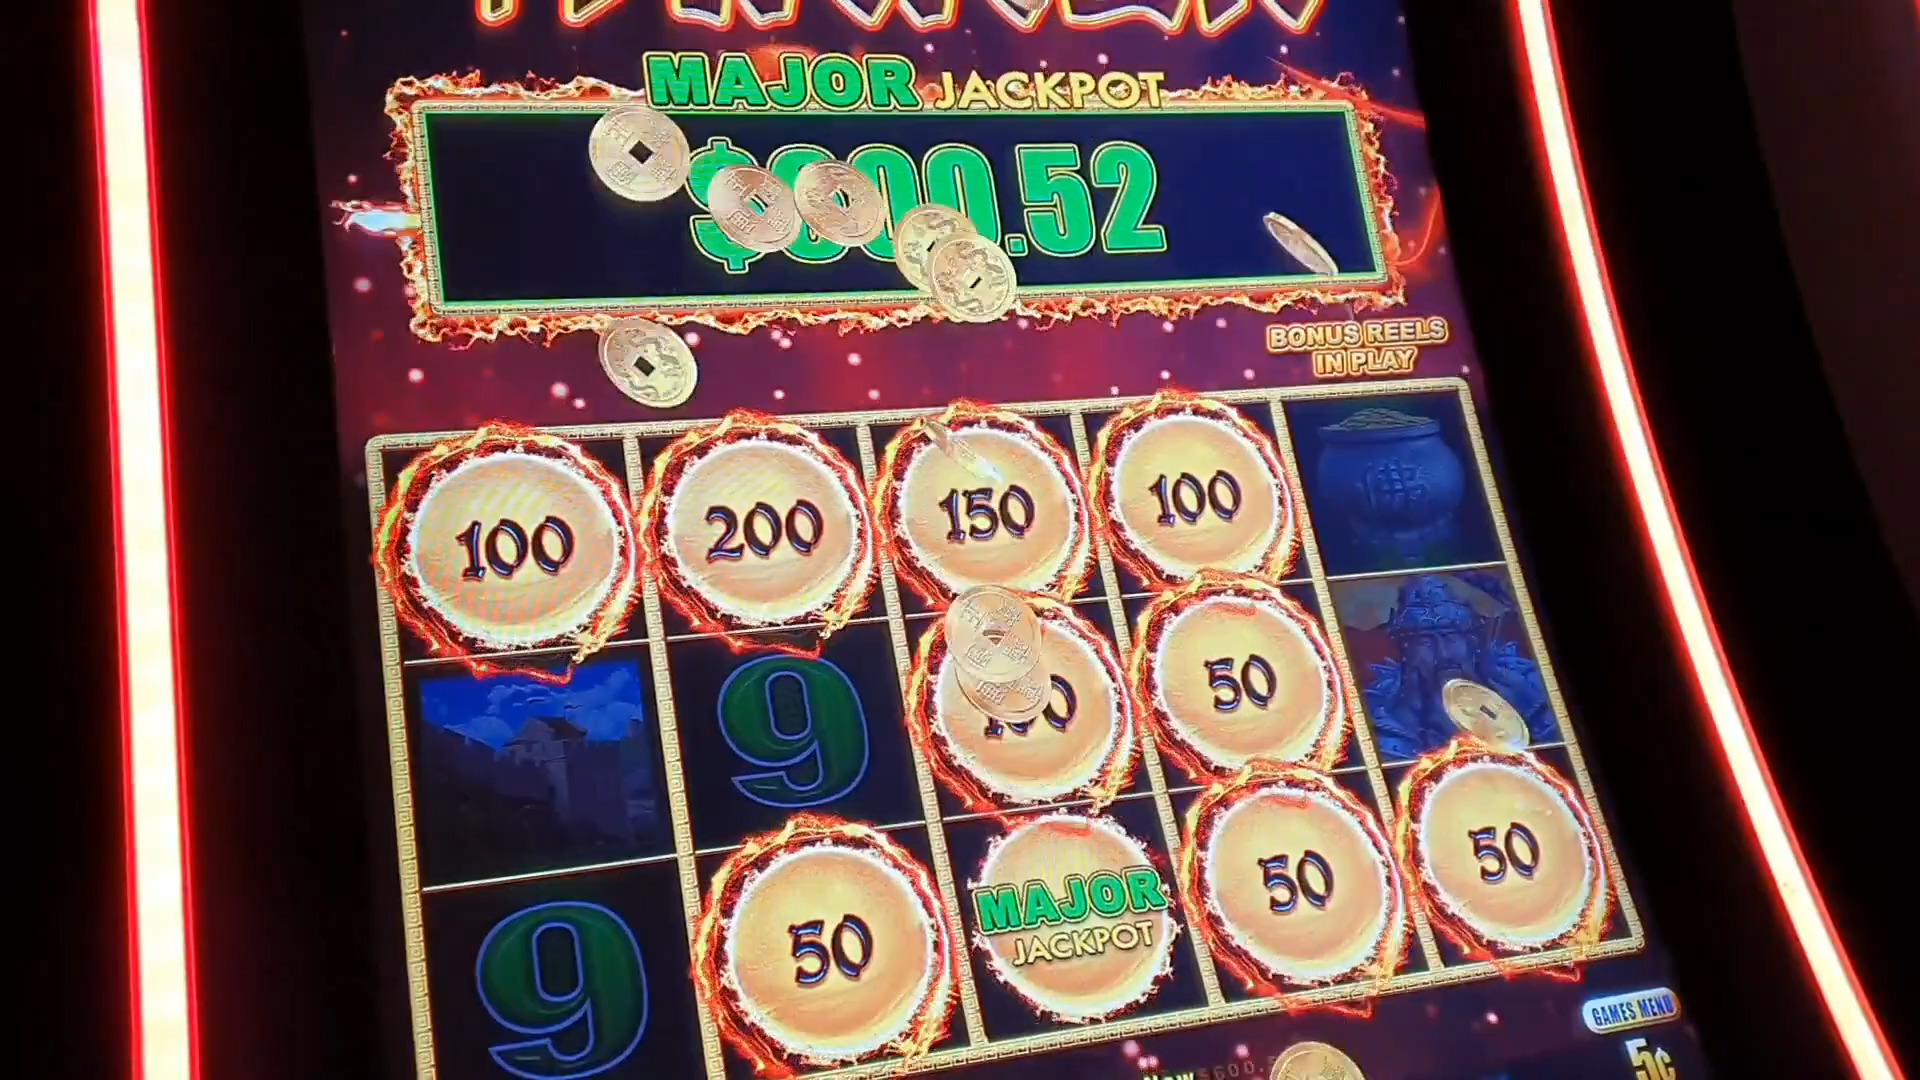 MAJOR JACKPOT
$600.52
BONUS REELS
IN PLAY
100
200
150
100
50
9
50
9
50
MAJOR
JACKPOT
50
50
GAMES MENU
5¢